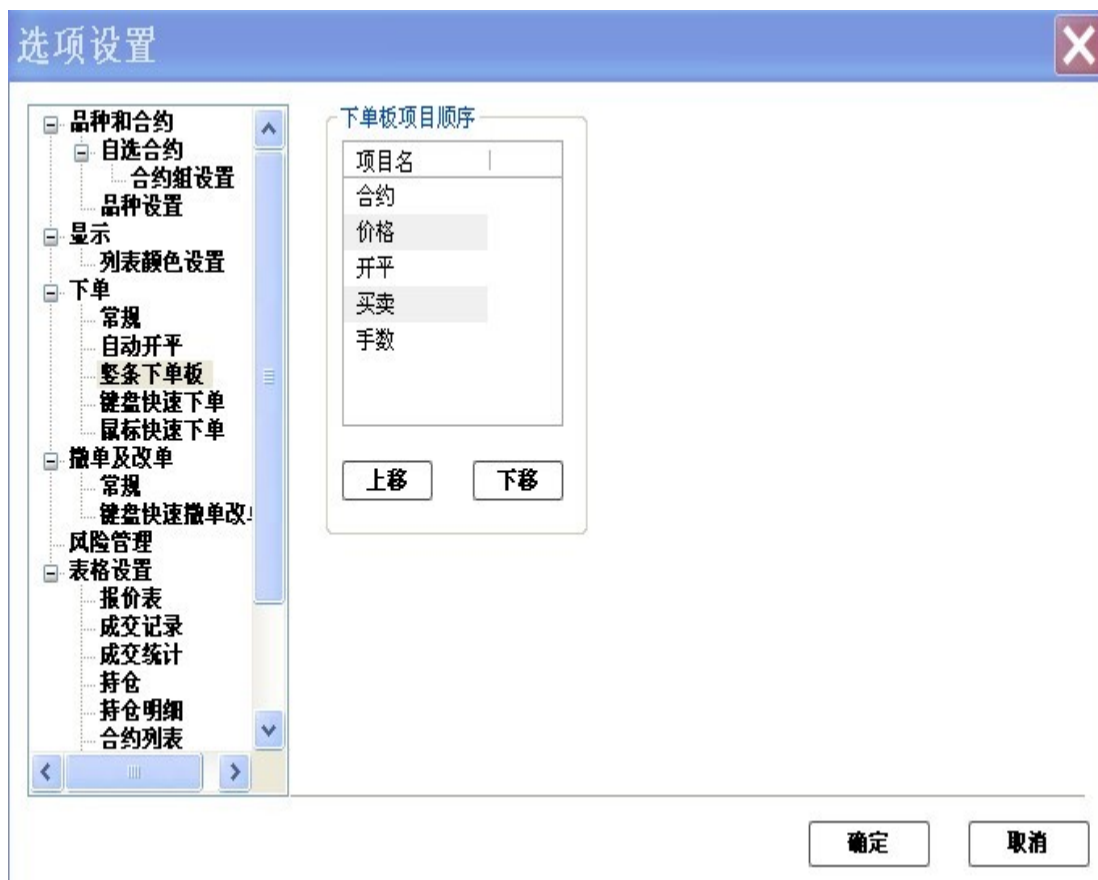 选项设置
品种和合约
自选合约
合约组设置
品种设置
显示
列表颜色设置
下单
常规
自动开平
竖条下单板
键盘快速下单
鼠标快速下单
撤单及改单
常规
键盘快速撤单改
风险管理
表格设置
报价表
成交记录
成交统计
持仓
持仓明细
合约列表
下单板项目顺序
项目名
合约
价格
开平
买卖
手数
上移 下移
确定 取消